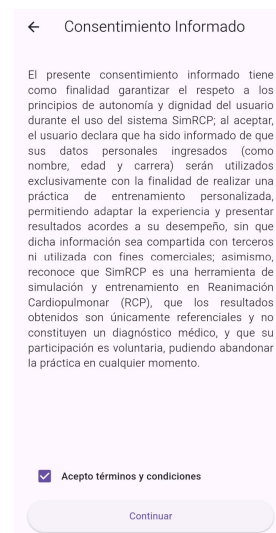 Consentimiento Informado
El presente consentimiento informado tiene
como finalidad garantizar el respeto a los
principios de autonomía y dignidad del usuario
durante el uso del sistema SimRCP; al aceptar,
el usuario declara que ha sido informado de que
sus datos personales ingresados (como
nombre, edad y carrera) serán utilizados
exclusivamente con la finalidad de realizar una
práctica de entrenamiento personalizada,
permitiendo adaptar la experiencia y presentar
resultados acordes a su desempeño, sin que
dicha información sea compartida con terceros
ni utilizada con fines comerciales; asimismo,
reconoce que SimRCP es una herramienta de
simulación y entrenamiento en Reanimación
Cardiopulmonar (RCP), que los resultados
obtenidos son únicamente referenciales y no
constituyen un diagnóstico médico, y que su
participación es voluntaria, pudiendo abandonar
la práctica en cualquier momento.
Acepto términos y condiciones
Continuar